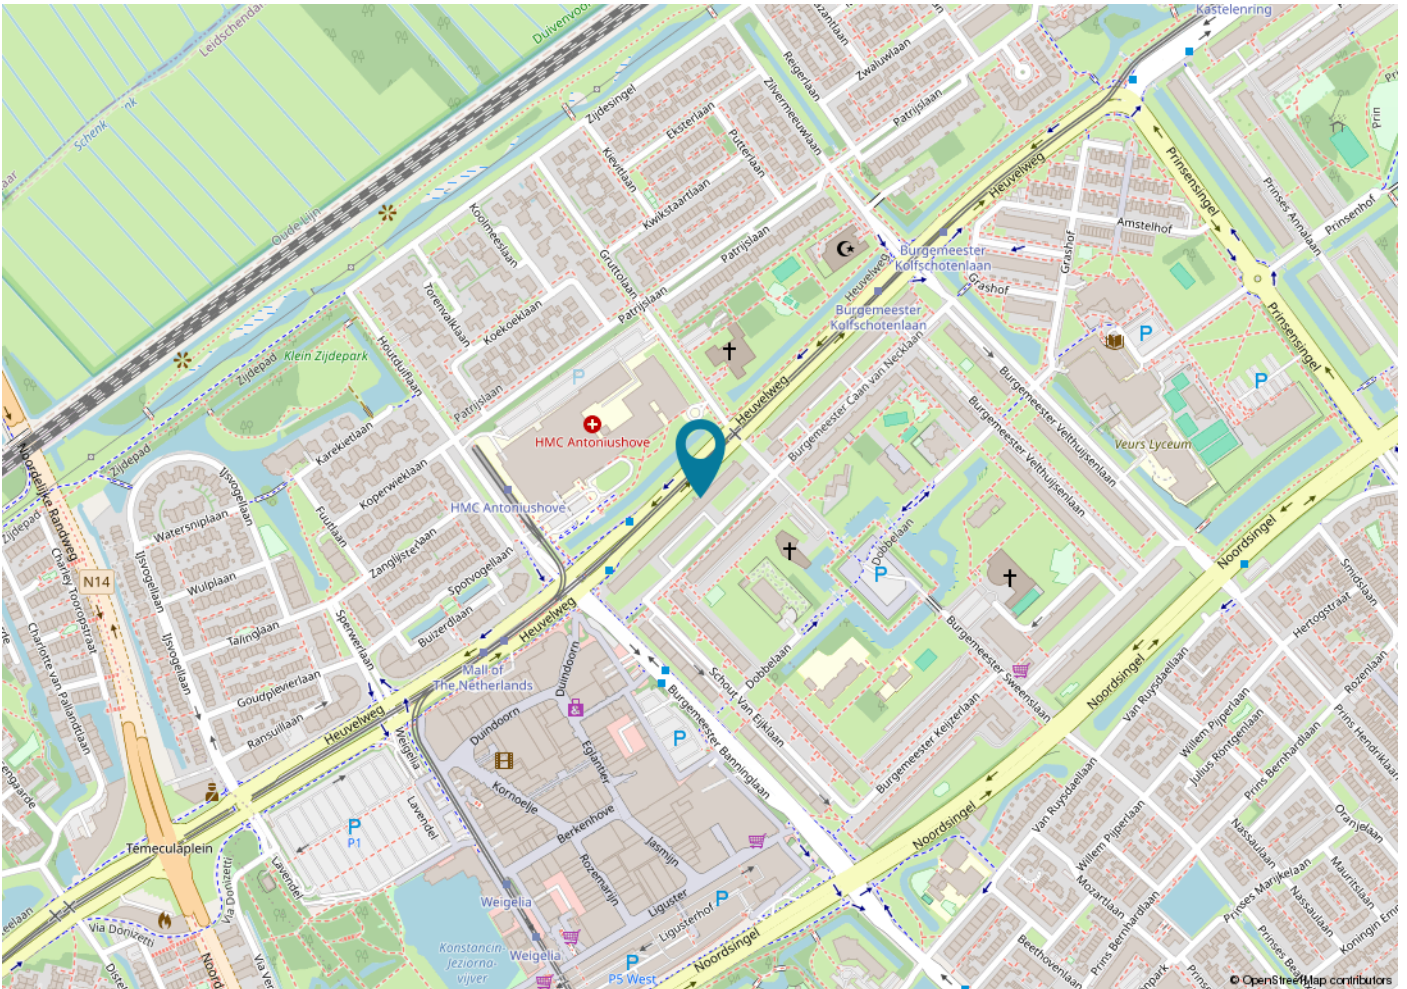 Kastelenring
Leidschendam
Duivenvoor
Schenk
Oude Lijn
Zijdesingel
Eksterlaan
Kievitlaan
Putterlaan
Kwikstaartlaan
Reigerlaan
Zwaluwlaan
Zilvermeeuwlaan
Patrijslaan
Koolmeeslaan
Gruttolaan
Patrijslaan
Torenvalklaan
Koekoeklaan
Patrijslaan
Patrijslaan
Houtduiflaan
Klein Zijdepark
Zijdepad
Zijdepad
Zijdepad
Karekietlaan
Koperwieklaan
Fuutlaan
Zanglijsterlaan
Spotvogellaan
Buizerdlaan
Sperwerlaan
IJsvogellaan
IJsvogellaan
IJsvogellaan
Watersniplaan
Wulplaan
Talinglaan
Goudplevierlaan
Ransuillaan
Noordelijke Randweg
N14
Charley Tooropstraat
Charlotte van Pallandtlaan
Heuvelweg
Heuvelweg
Heuvelweg
Heuvelweg
Heuvelweg
Burgemeester
Kolfschotenlaan
Burgemeester
Kolfschotenlaan
P
HMC Antoniushove
HMC Antoniushove
Mall of
The Netherlands
Prinsensingel
Prinsensingel
Prinses Annalaan
Prinsenhof
Prin
Amstelhof
Grashof
Grashof
P
P
Veurs Lyceum
Burgemeester Caan van Necklaan
Burgemeester Velthuijsenlaan
Burgemeester Velthuijsenlaan
Dobbelaan
Dobbelaan
P
Burgemeester Sweenslaan
Burgemeester Keijzerlaan
Schout Van Eijklaan
Burgemeester Banninglaan
Noordsingel
Noordsingel
Noordsingel
Noordsingel
Smidslaan
Hertogstraat
Rozenlaan
Van Ruysdaellaan
Van Ruysdaellaan
Willem Pijperlaan
Willem Pijperlaan
Julius Röntgenlaan
Prins Bernhardlaan
Prins Bernhardlaan
Prins Hendriklaan
Oranjelaan
Nassaulaan
Nassaulaan
Mauritslaan
Prinses Marijkelaan
Koningin Em
Prinses Bea
Mozartlaan
Beethovenlaan
Duindoorn
Duindoorn
Eglantier
Kornoelje
Berkenhove
Rozemarijn
Jasmijn
Liguster
Ligusterhof
P
P
P
P5 West
Weigelia
Weigelia
Weigelia
Lavendel
Lavendel
P
P1
Temeculaplein
Via Donizetti
Via Donizetti
Konstancin-
Jeziorna-
vijver
© OpenStreetMap contributors